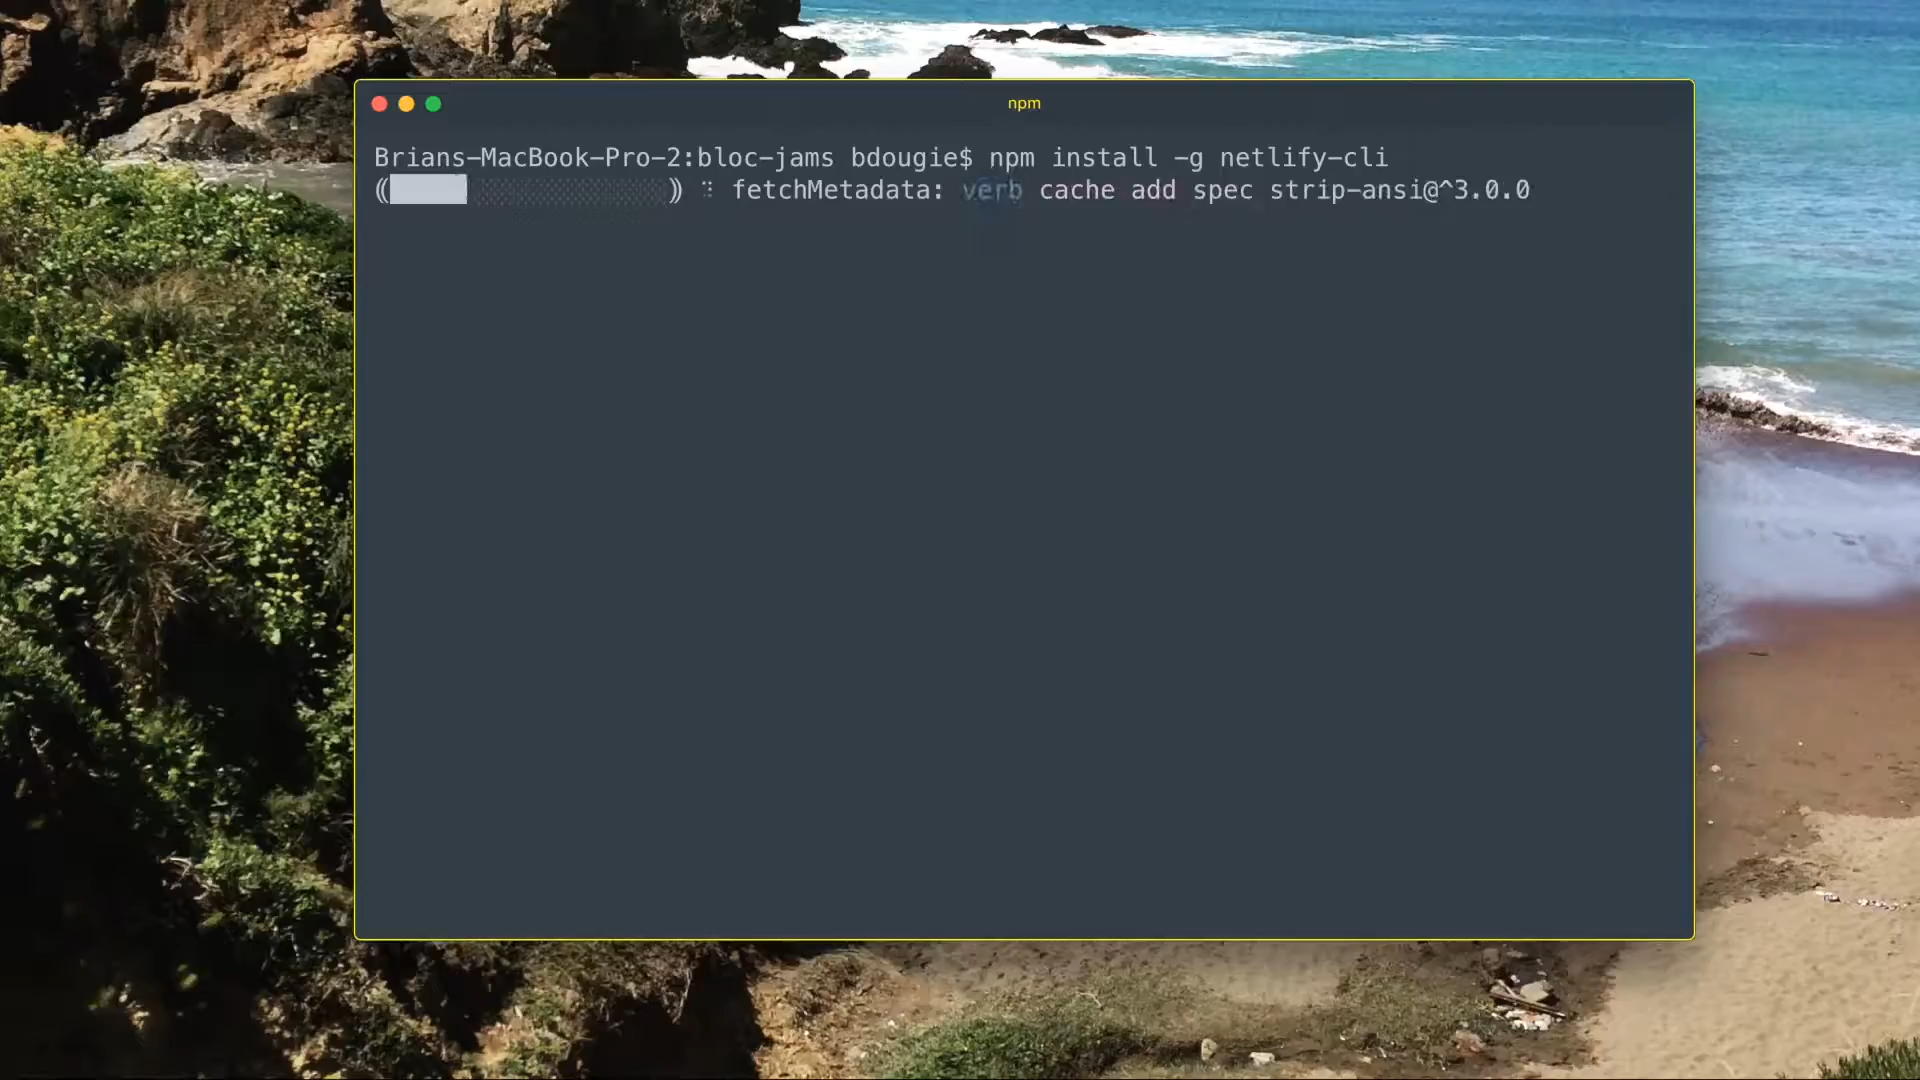 npm
Brians-MacBook-Pro-2:bloc-jams bdougie$ npm install -g netlify-cli
fetchMetadata: verb cache add spec strip-ansi@^3.0.0